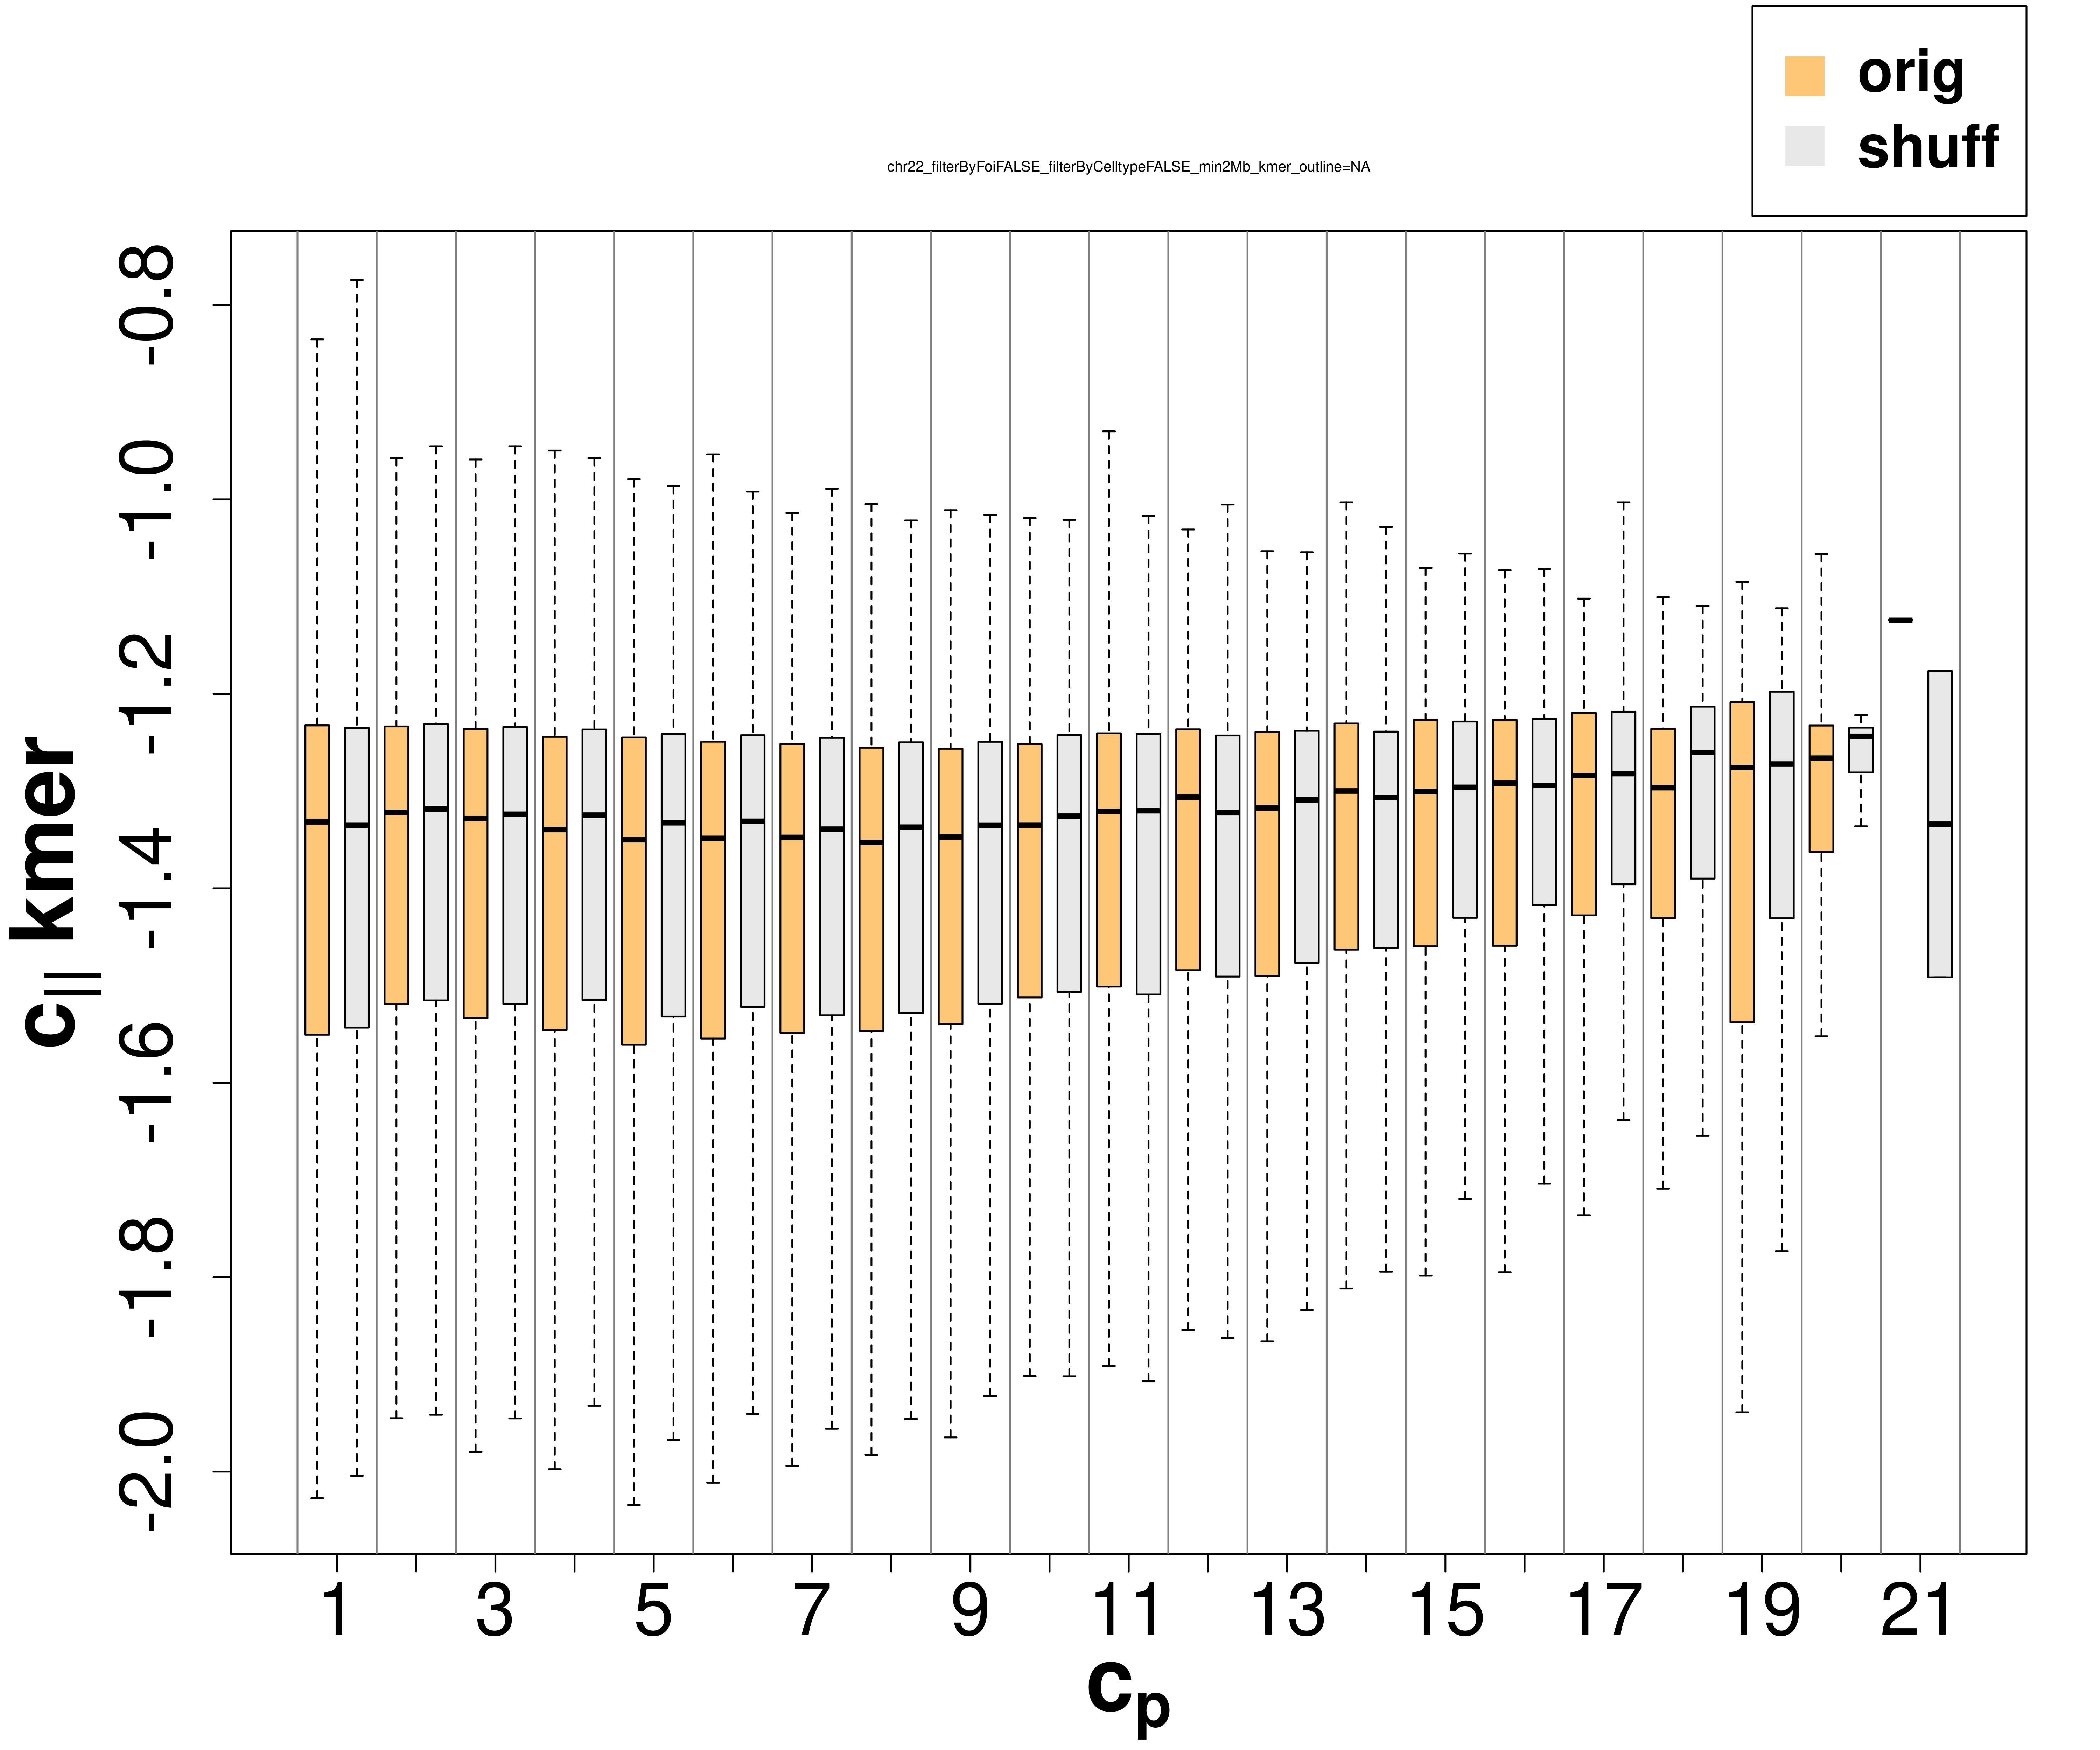 orig
shuff
chr22_filterByFoiFALSE_filterByCelltypeFALSE_min2Mb_kmer_outline=NA
c|| kmer
-0.8
-1.0
-1.2
-1.4
-1.6
-1.8
-2.0
1 3 5 7 9 11 13 15 17 19 21
cp